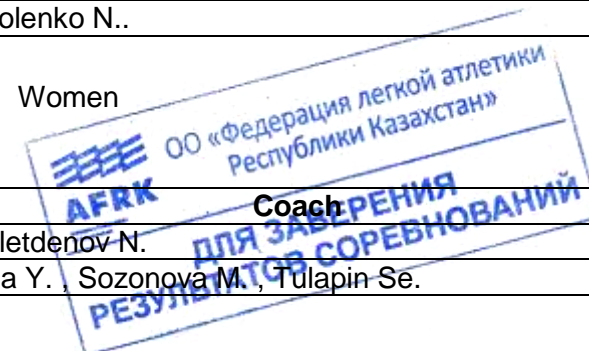 olenko N..
Women
ОО «Федерация легкой атлетики
Республики Казахстан»
AFRK
ДЛЯ ЗАВЕРЕНИЯ
РЕЗУЛЬТАТОВ СОРЕВНОВАНИЙ
Coach
letdenov N.
a Y. , Sozonova M. , Tulapin Se.